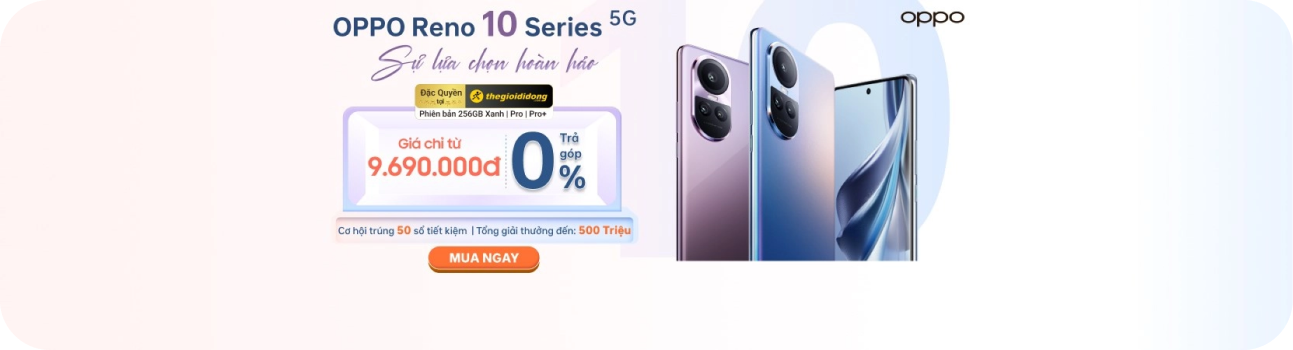 OPPO Reno 10 Series 5G
oppo
Sự lựa chọn hoàn hảo
Đặc Quyền tại
thegioididong
Phiên bản 256GB Xanh | Pro | Pro+
Giá chỉ từ
9.690.000đ
0%
Trả góp
Cơ hội trúng 50 sổ tiết kiệm | Tổng giải thưởng đến: 500 Triệu
MUA NGAY